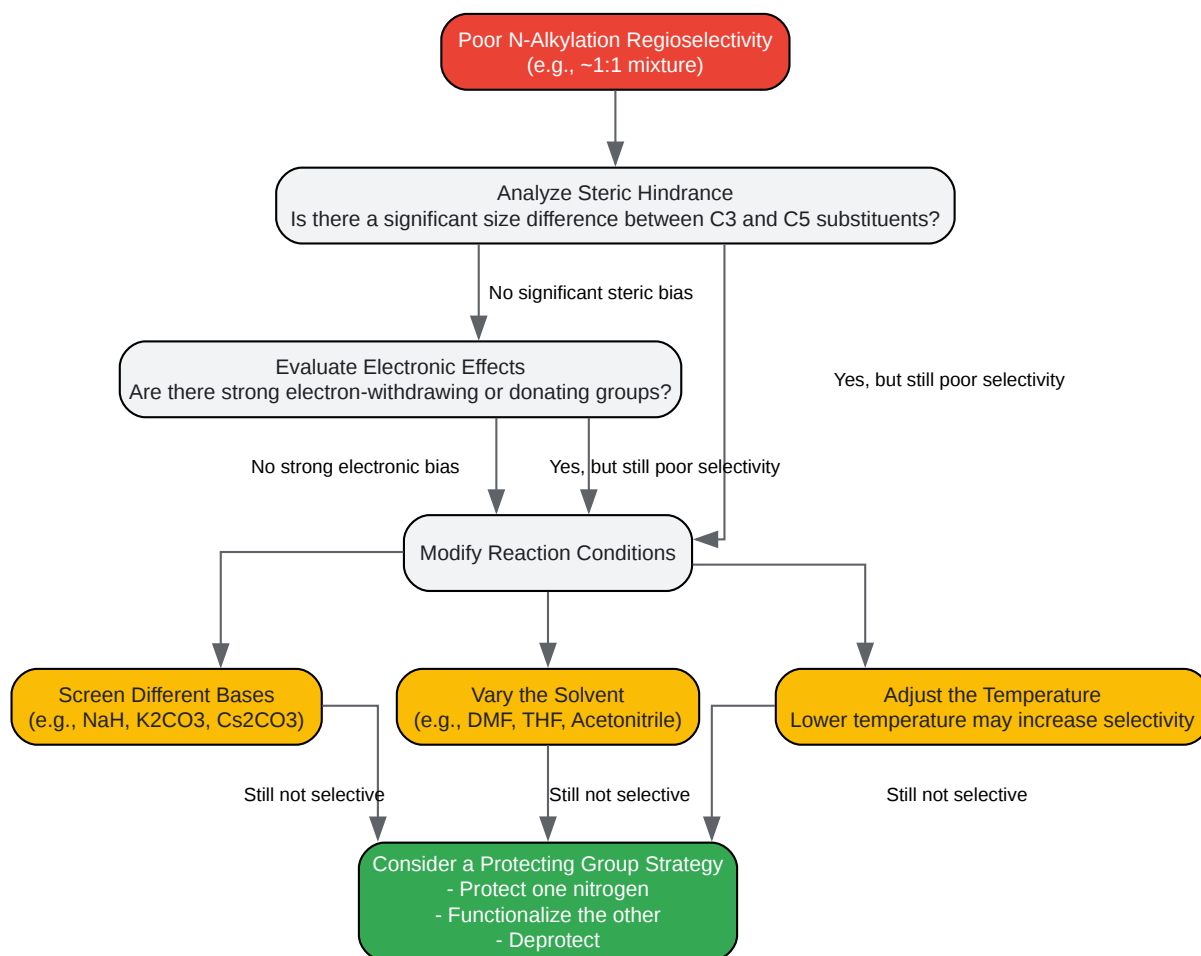 Poor N-Alkylation Regioselectivity
(e.g., ~1:1 mixture)
Analyze Steric Hindrance
Is there a significant size difference between C3 and C5 substituents?
No significant steric bias
Evaluate Electronic Effects
Are there strong electron-withdrawing or donating groups?
Yes, but still poor selectivity
No strong electronic bias
Yes, but still poor selectivity
Modify Reaction Conditions
Screen Different Bases
(e.g., NaH, K2CO3, Cs2CO3)
Vary the Solvent
(e.g., DMF, THF, Acetonitrile)
Adjust the Temperature
Lower temperature may increase selectivity
Still not selective
Still not selective
Still not selective
Consider a Protecting Group Strategy
- Protect one nitrogen
- Functionalize the other
- Deprotect